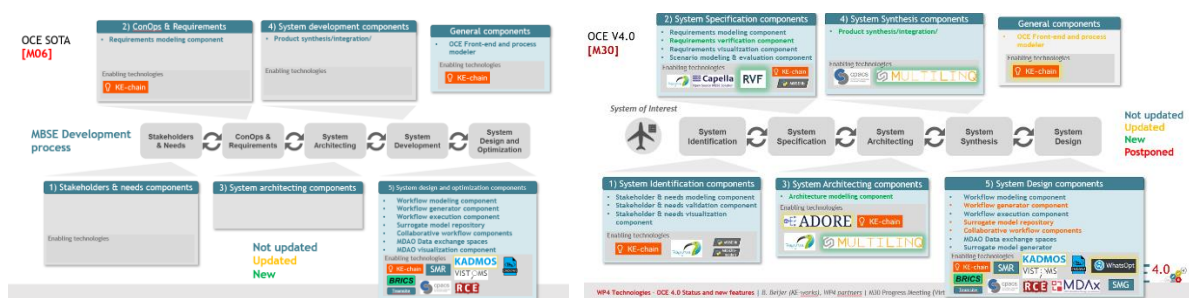 OCE SOTA
[M06]
2) ConOps & Requirements
Requirements modeling component
Enabling technologies
KE-chain
4) System development components
Product synthesis/integration/
Enabling technologies
General components
OCE Front-end and process modeler
Enabling technologies
KE-chain
MBSE Development process
Stakeholders & Needs
ConOps & Requirements
System Architecting
System Development
System Design and Optimization
1) Stakeholders & needs components
Enabling technologies
3) System architecting components
Enabling technologies
5) System design and optimization components
Workflow modeling component
Workflow generator component
Workflow execution component
Surrogate model repository
Collaborative workflow components
MDAO Data exchange spaces
MDAO visualization component
Enabling technologies
KE-chain
SMR
KADMOS
VISTOMS
BRICS
cpacs
RCE
Not updated
Updated
New
OCE V4.0
[M30]
2) System Specification components
Requirements modeling component
Requirements verification component
Requirements visualization component
Scenario modeling & evaluation component
Enabling technologies
Capella
RVF
KE-chain
4) System Synthesis components
Product synthesis/integration/
Enabling technologies
cpacs
MULTILINQ
General components
OCE Front-end and process modeler
Enabling technologies
KE-chain
System of Interest
System Identification
System Specification
System Architecting
System Synthesis
System Design
Not updated
Updated
New
Postponed
1) System Identification components
Stakeholder & needs modeling component
Stakeholder & needs validation component
Stakeholder & needs visualization component
Enabling technologies
KE-chain
3) System Architecting components
Architecture modeling component
Enabling technologies
ADORE
KE-chain
MULTILINQ
5) System Design components
Workflow modeling component
Workflow generator component
Workflow execution component
Surrogate model repository
Collaborative workflow components
MDAO Data exchange spaces
Surrogate model generator
Enabling technologies
KE-chain
SMR
KADMOS
VISTOMS
WhatsOpt
BRICS
cpacs
RCE
MDAx
SMG
4.0
WP4 Technologies - OCE 4.0 Status and new features | B. Beijer (KE-works), WP4 partners | M30 Progress Meeting